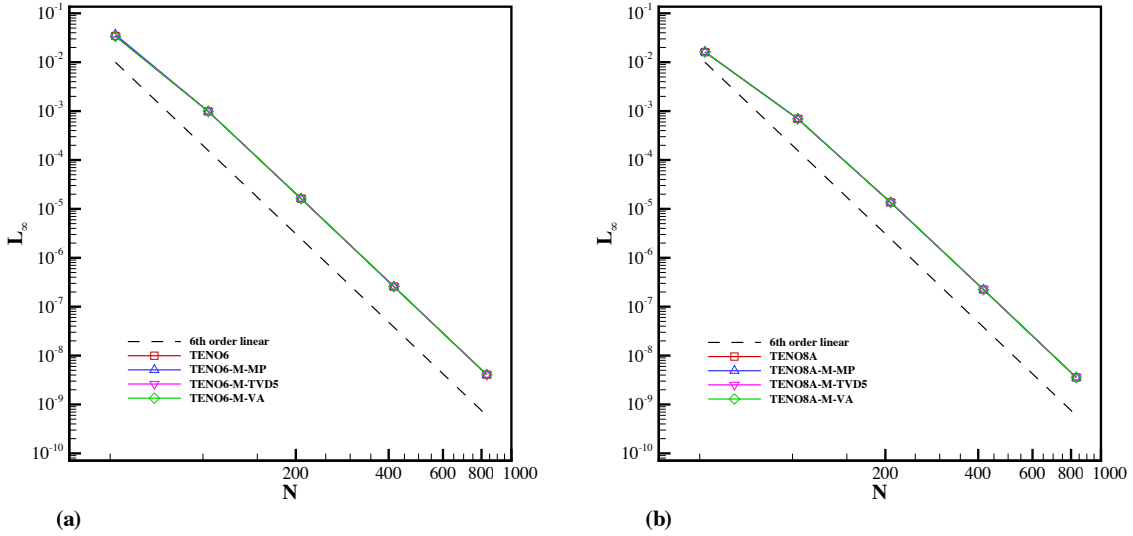 10⁻¹
10⁻²
10⁻³
10⁻⁴
10⁻⁵
10⁻⁶
10⁻⁷
10⁻⁸
10⁻⁹
10⁻¹⁰
L∞
6th order linear
TENO6
TENO6-M-MP
TENO6-M-TVD5
TENO6-M-VA
200 400 600 800 1000
N
(a)
10⁻¹
10⁻²
10⁻³
10⁻⁴
10⁻⁵
10⁻⁶
10⁻⁷
10⁻⁸
10⁻⁹
10⁻¹⁰
L∞
6th order linear
TENO8A
TENO8A-M-MP
TENO8A-M-TVD5
TENO8A-M-VA
200 400 600 800 1000
N
(b)